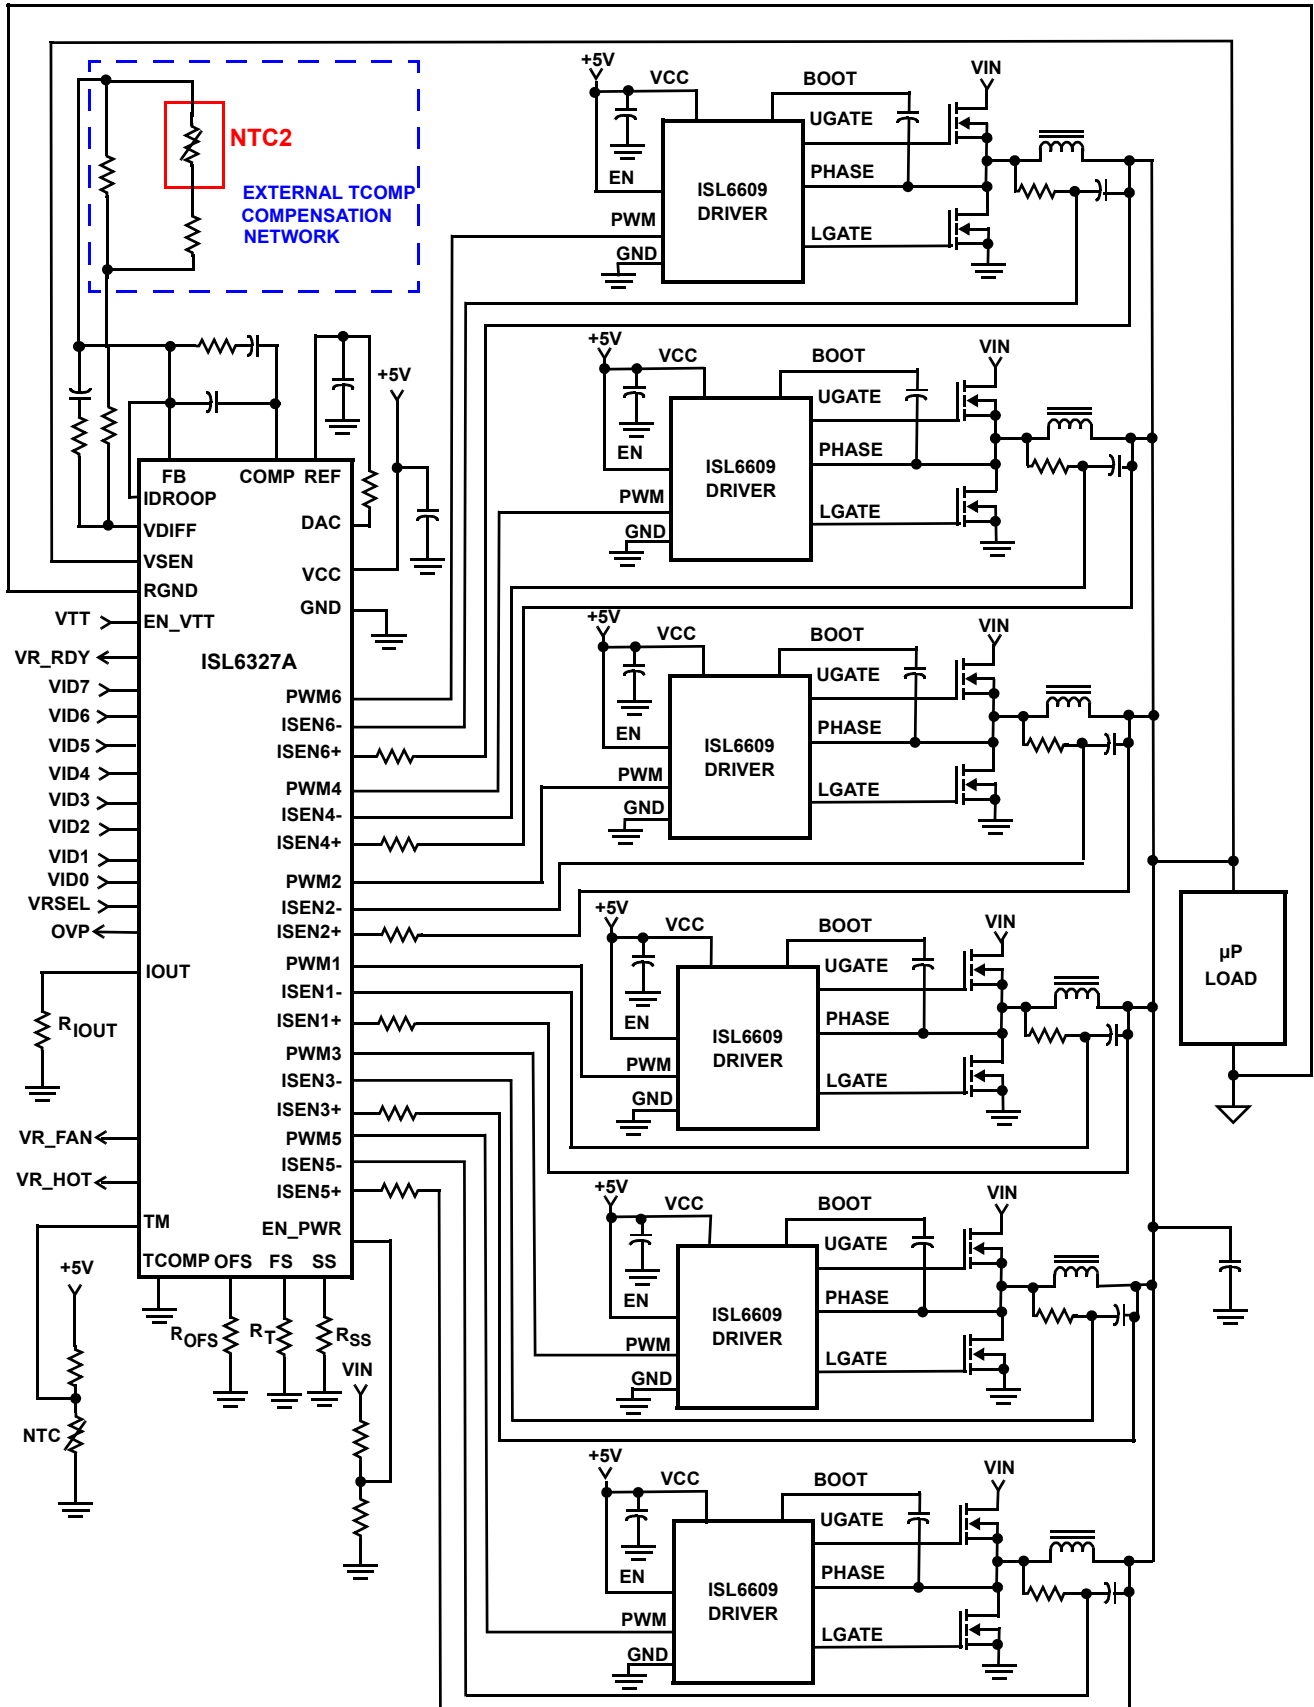 +5V
VCC
BOOT
VIN
UGATE
NTC2
EN
PHASE
ISL6609
DRIVER
EXTERNAL TCOMP
COMPENSATION
NETWORK
PWM
LGATE
GND
+5V
VCC
BOOT
VIN
UGATE
EN
PHASE
ISL6609
DRIVER
PWM
LGATE
GND
+5V
FB
COMP
REF
IDROOP
DAC
VDIFF
VSEN
VCC
RGND
GND
VTT
EN_VTT
VR_RDY
ISL6327A
VID7
PWM6
VID6
ISEN6-
VID5
ISEN6+
VID4
PWM4
VID3
ISEN4-
VID2
ISEN4+
VID1
VID0
PWM2
VRSEL
ISEN2-
OVP
ISEN2+
IOUT
PWM1
ISEN1-
RIOUT
ISEN1+
PWM3
ISEN3-
ISEN3+
VR_FAN
PWM5
ISEN5-
VR_HOT
ISEN5+
TM
EN_PWR
TCOMP
OFS
FS
SS
+5V
ROFS
RT
RSS
VIN
NTC
+5V
VCC
BOOT
VIN
UGATE
EN
PHASE
ISL6609
DRIVER
PWM
LGATE
GND
+5V
VCC
BOOT
VIN
UGATE
EN
PHASE
ISL6609
DRIVER
PWM
LGATE
GND
µP
LOAD
+5V
VCC
BOOT
VIN
UGATE
EN
PHASE
ISL6609
DRIVER
PWM
LGATE
GND
+5V
VCC
BOOT
VIN
UGATE
EN
PHASE
ISL6609
DRIVER
PWM
LGATE
GND